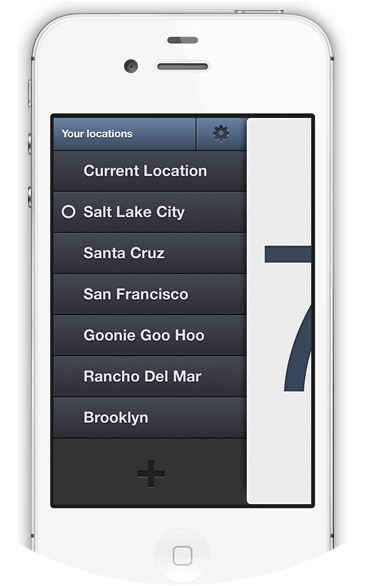 Your locations
Current Location
Salt Lake City
Santa Cruz
San Francisco
Goonie Goo Hoo
Rancho Del Mar
Brooklyn
7